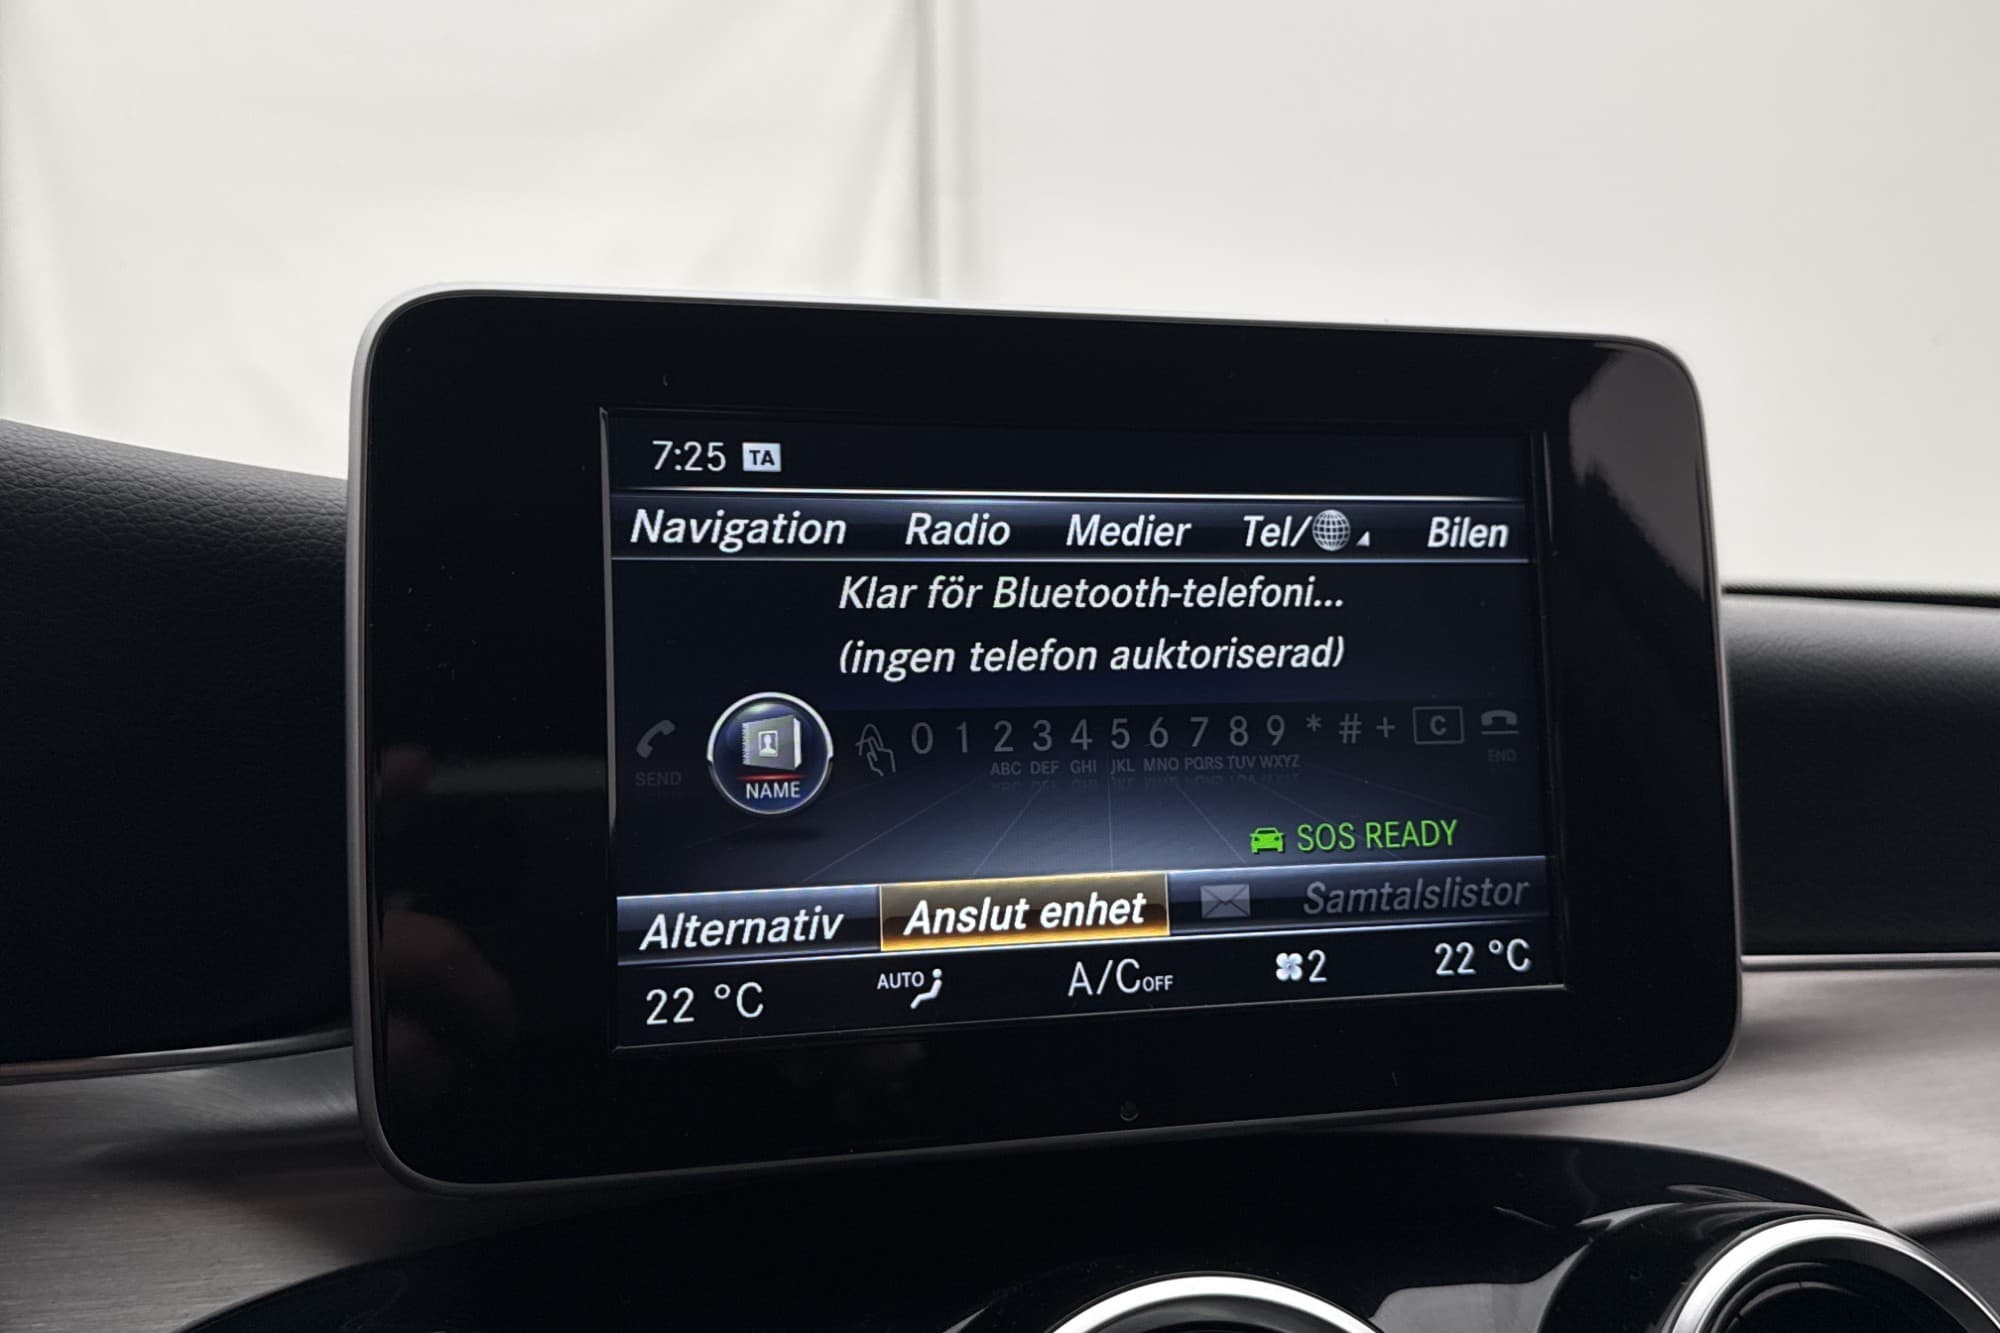 7:25 TA
Navigation Radio Medier Tel/ Bilen
Klar för Bluetooth-telefoni...
(ingen telefon auktoriserad)
SEND NAME 0 1 2 3 4 5 6 7 8 9 * # + C END
ABC DEF GHI JKL MNO PQRS TUV WXYZ
SOS READY
Alternativ Anslut enhet Samtalslistor
22 °C AUTO A/C OFF 2 22 °C